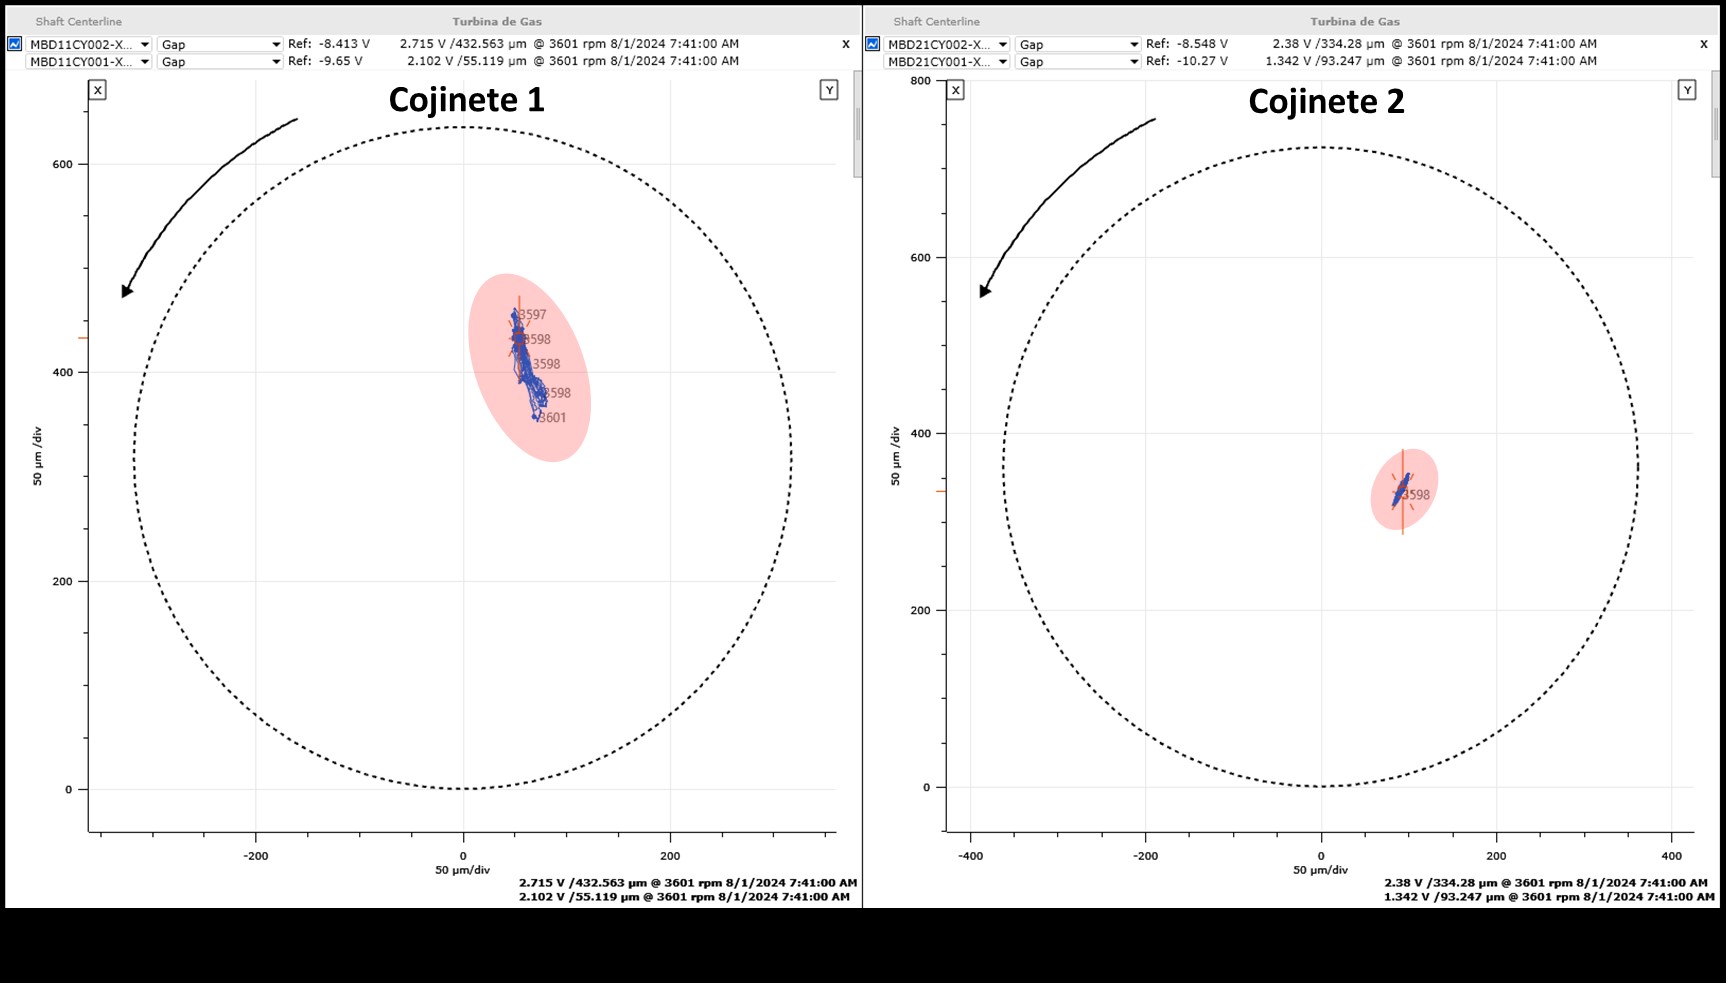 Shaft Centerline
Turbina de Gas
MBD11CY002-X... Gap Ref: -8.413 V 2.715 V /432.563 µm @ 3601 rpm 8/1/2024 7:41:00 AM X
MBD11CY001-X... Gap Ref: -9.65 V 2.102 V /55.119 µm @ 3601 rpm 8/1/2024 7:41:00 AM
X
Cojinete 1
Y
600
400
200
0
50 µm /div
3597
3598
3598
3598
3601
-200
0
200
50 µm/div
2.715 V /432.563 µm @ 3601 rpm 8/1/2024 7:41:00 AM
2.102 V /55.119 µm @ 3601 rpm 8/1/2024 7:41:00 AM
Shaft Centerline
Turbina de Gas
MBD21CY002-X... Gap Ref: -8.548 V 2.38 V /334.28 µm @ 3601 rpm 8/1/2024 7:41:00 AM X
MBD21CY001-X... Gap Ref: -10.27 V 1.342 V /93.247 µm @ 3601 rpm 8/1/2024 7:41:00 AM
800
X
Cojinete 2
Y
600
400
200
0
50 µm /div
3598
-400
-200
0
200
400
50 µm/div
2.38 V /334.28 µm @ 3601 rpm 8/1/2024 7:41:00 AM
1.342 V /93.247 µm @ 3601 rpm 8/1/2024 7:41:00 AM